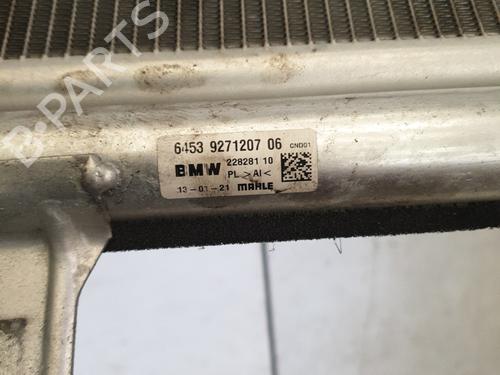 B-PARTS
6453 9271207 06
CND01
BMW 228281 10
PL >Al<
13-01-21 MAHLE